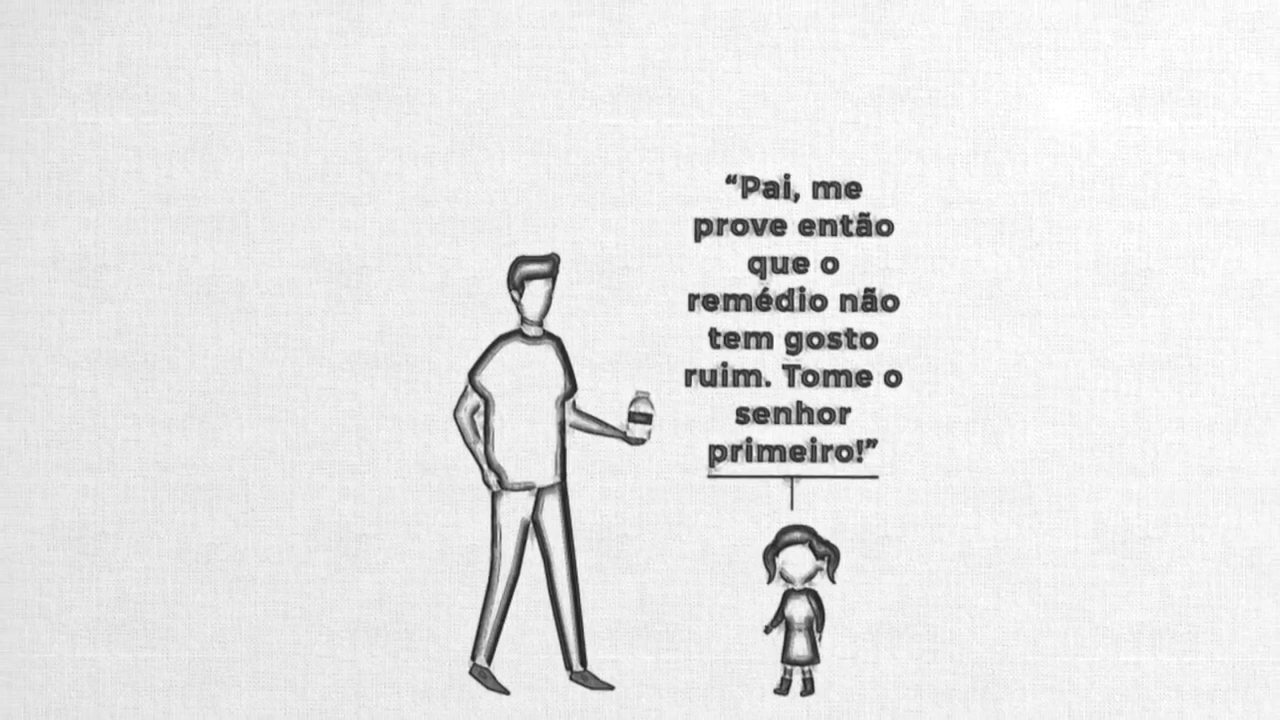 “Pai, me
prove então
que o
remédio não
tem gosto
ruim. Tome o
senhor
primeiro!”